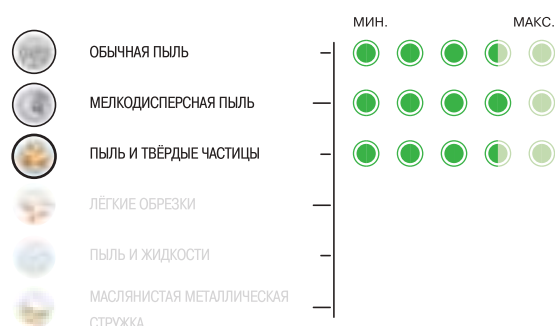 МИН. МАКС.
ОБЫЧНАЯ ПЫЛЬ
МЕЛКОДИСПЕРСНАЯ ПЫЛЬ
ПЫЛЬ И ТВЁРДЫЕ ЧАСТИЦЫ
ЛЁГКИЕ ОБРЕЗКИ
ПЫЛЬ И ЖИДКОСТИ
МАСЛЯНИСТАЯ МЕТАЛЛИЧЕСКАЯ
СТРУЖКА